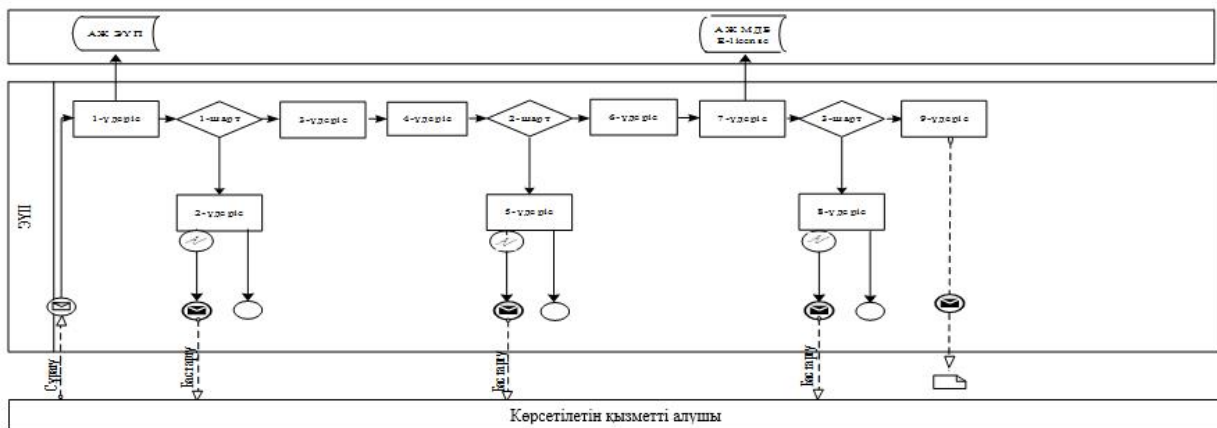 АЖ ЭҮП
АЖ МДБ
E-license
1-үдеріс
1-шарт
3-үдеріс
4-үдеріс
2-шарт
6-үдеріс
7-үдеріс
3-шарт
9-үдеріс
2-үдеріс
5-үдеріс
8-үдеріс
ЭҮП
Сұрау
Бастарту
Бастарту
Бастарту
Көрсетілетін қызметті алушы